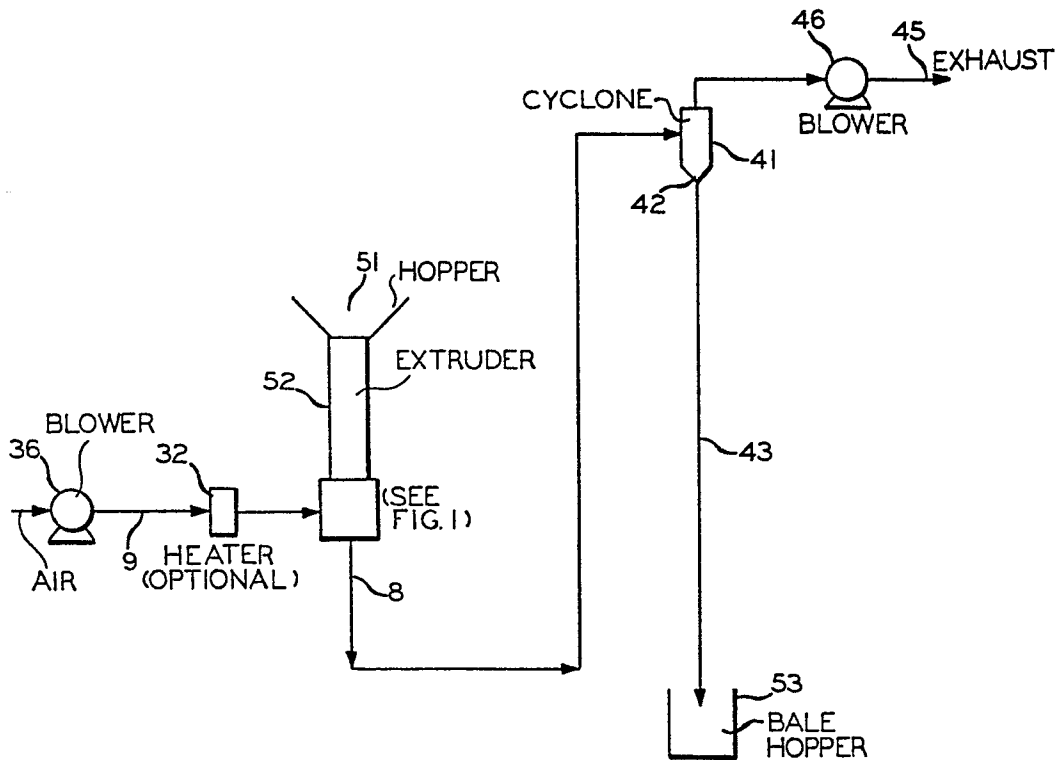 46
45
EXHAUST
CYCLONE
BLOWER
41
42
51
HOPPER
EXTRUDER
52
BLOWER
36
32
43
(SEE
FIG. 1)
9
HEATER
(OPTIONAL)
AIR
8
53
BALE
HOPPER